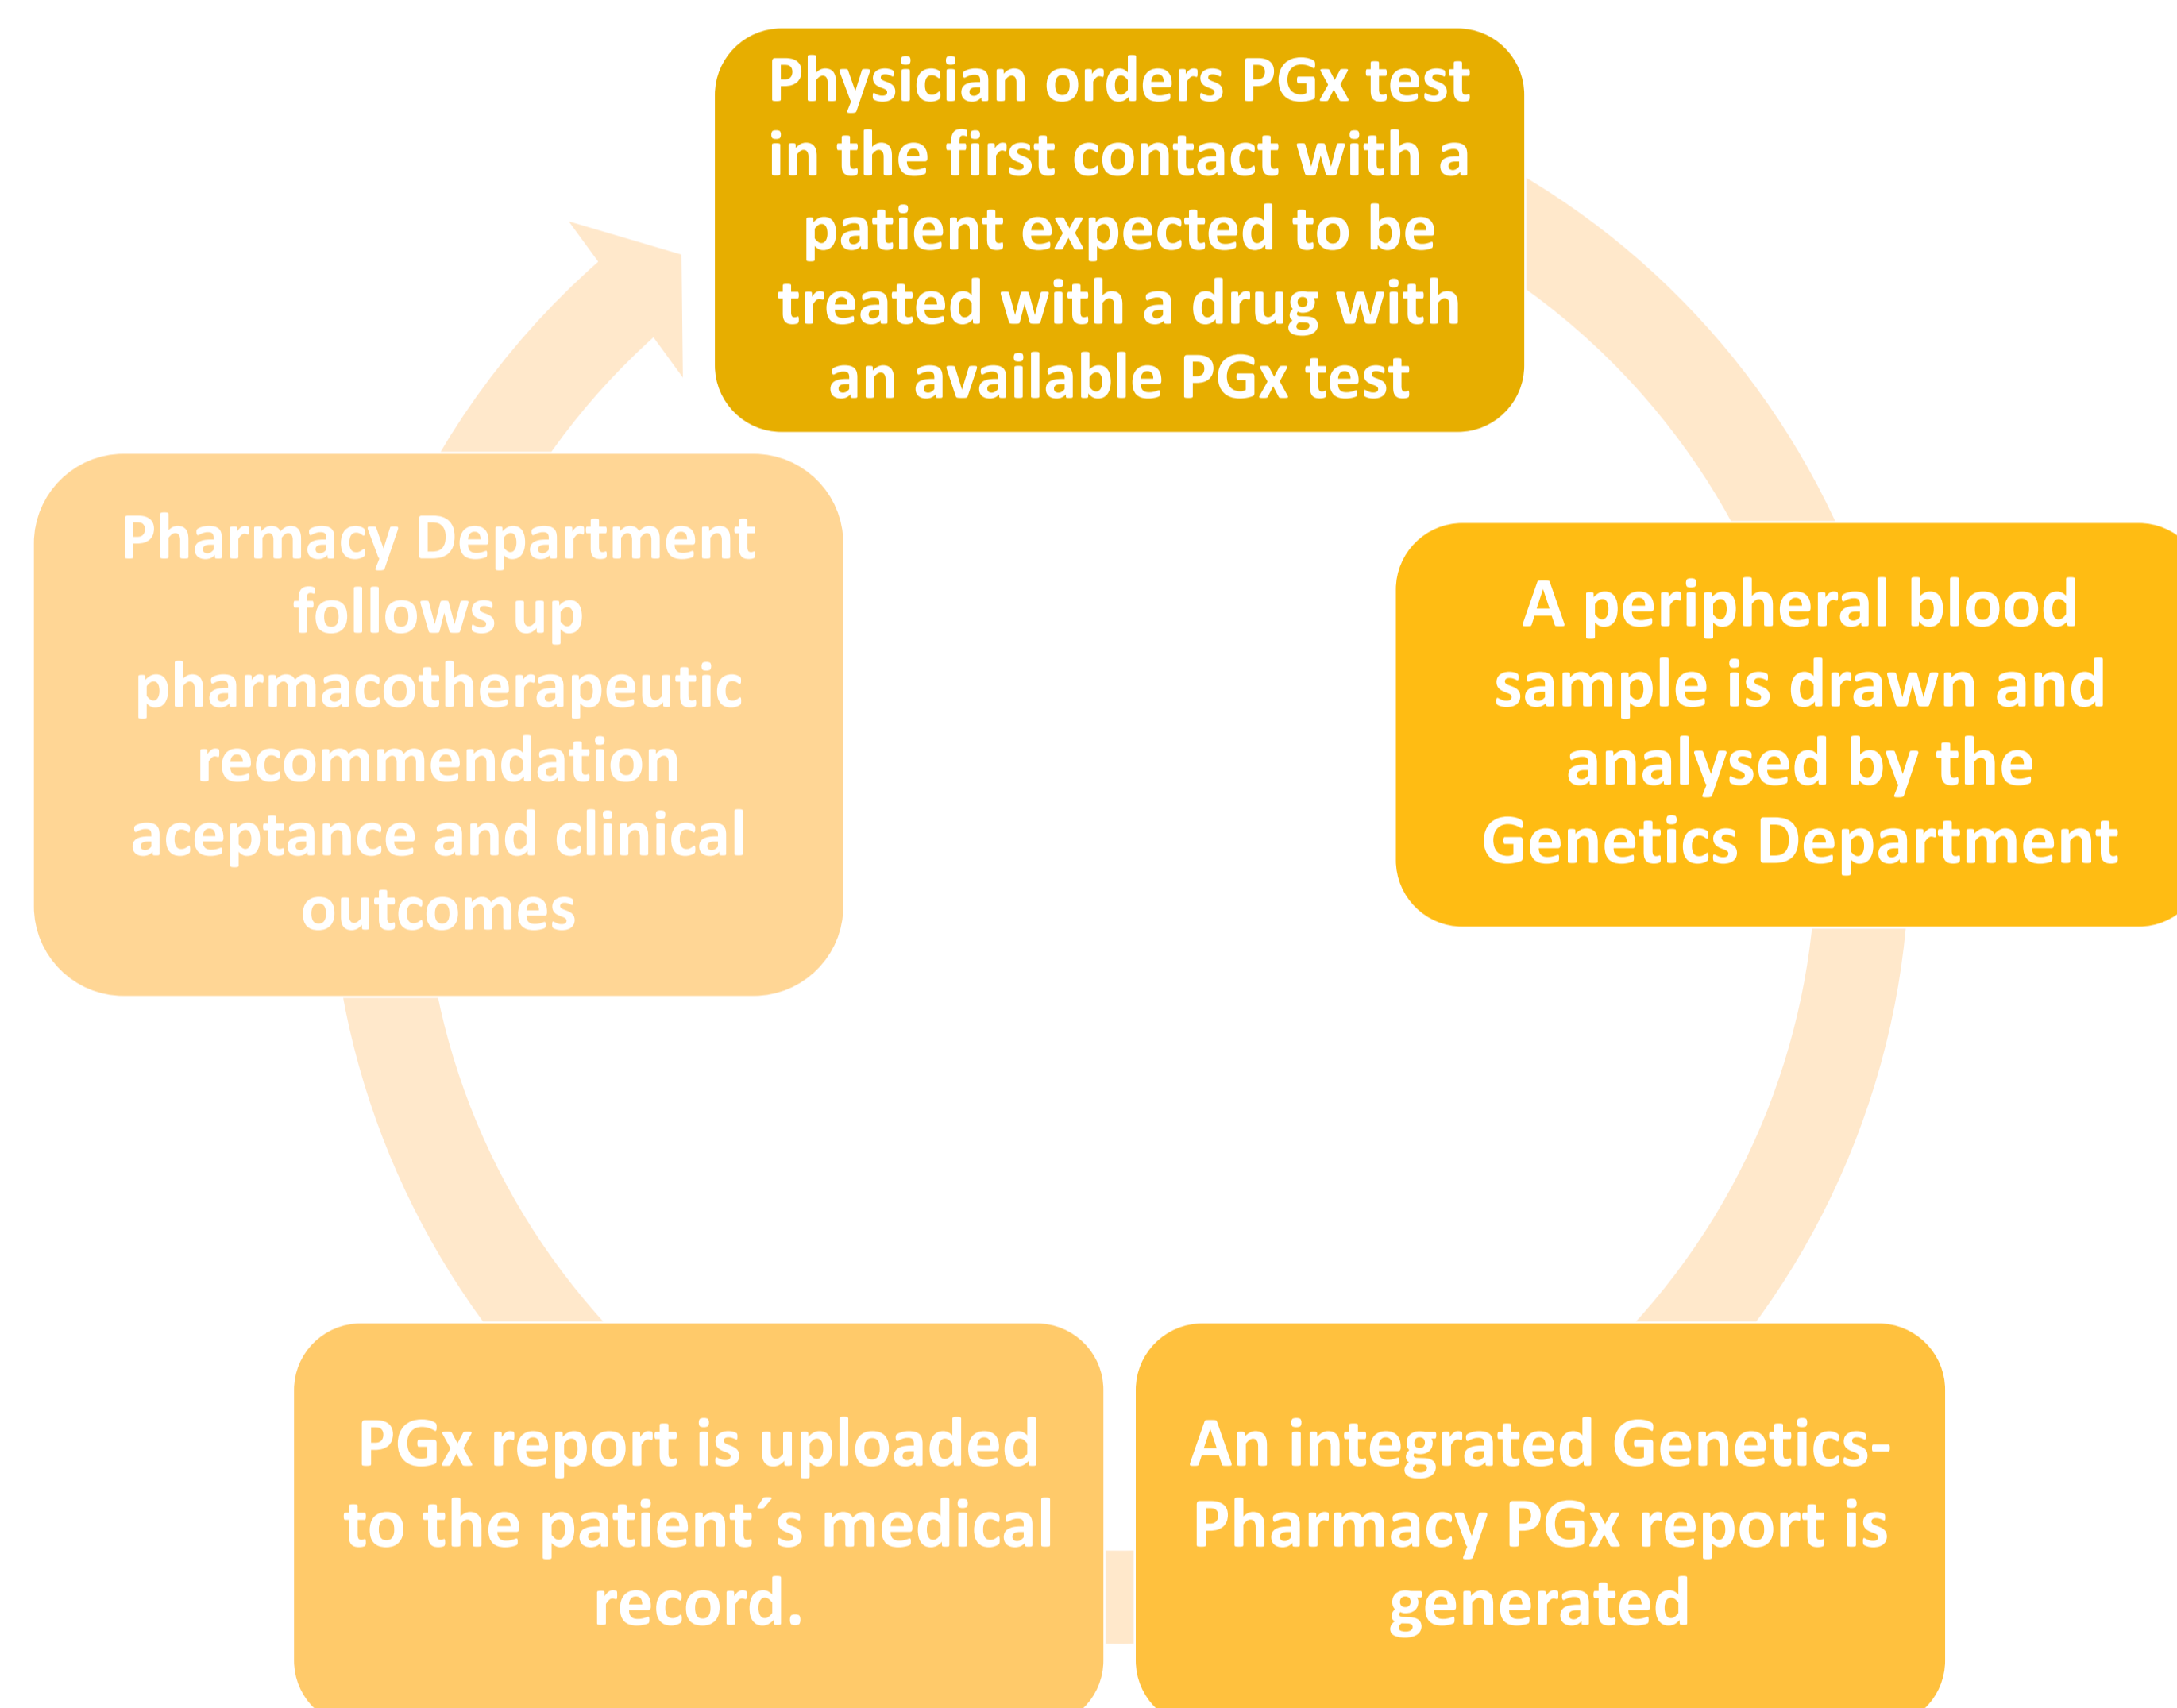 Physician orders PGx test
in the first contact with a
patient expected to be
treated with a drug with
an available PGx test
A peripheral blood
sample is drawn and
analysed by the
Genetics Department
An integrated Genetics-
Parmacy PGx report is
generated
PGx report is uploaded
to the patient´s medical
record.
Pharmacy Department
follows up
pharmacotherapeutic
recommendation
aceptance and clinical
outcomes